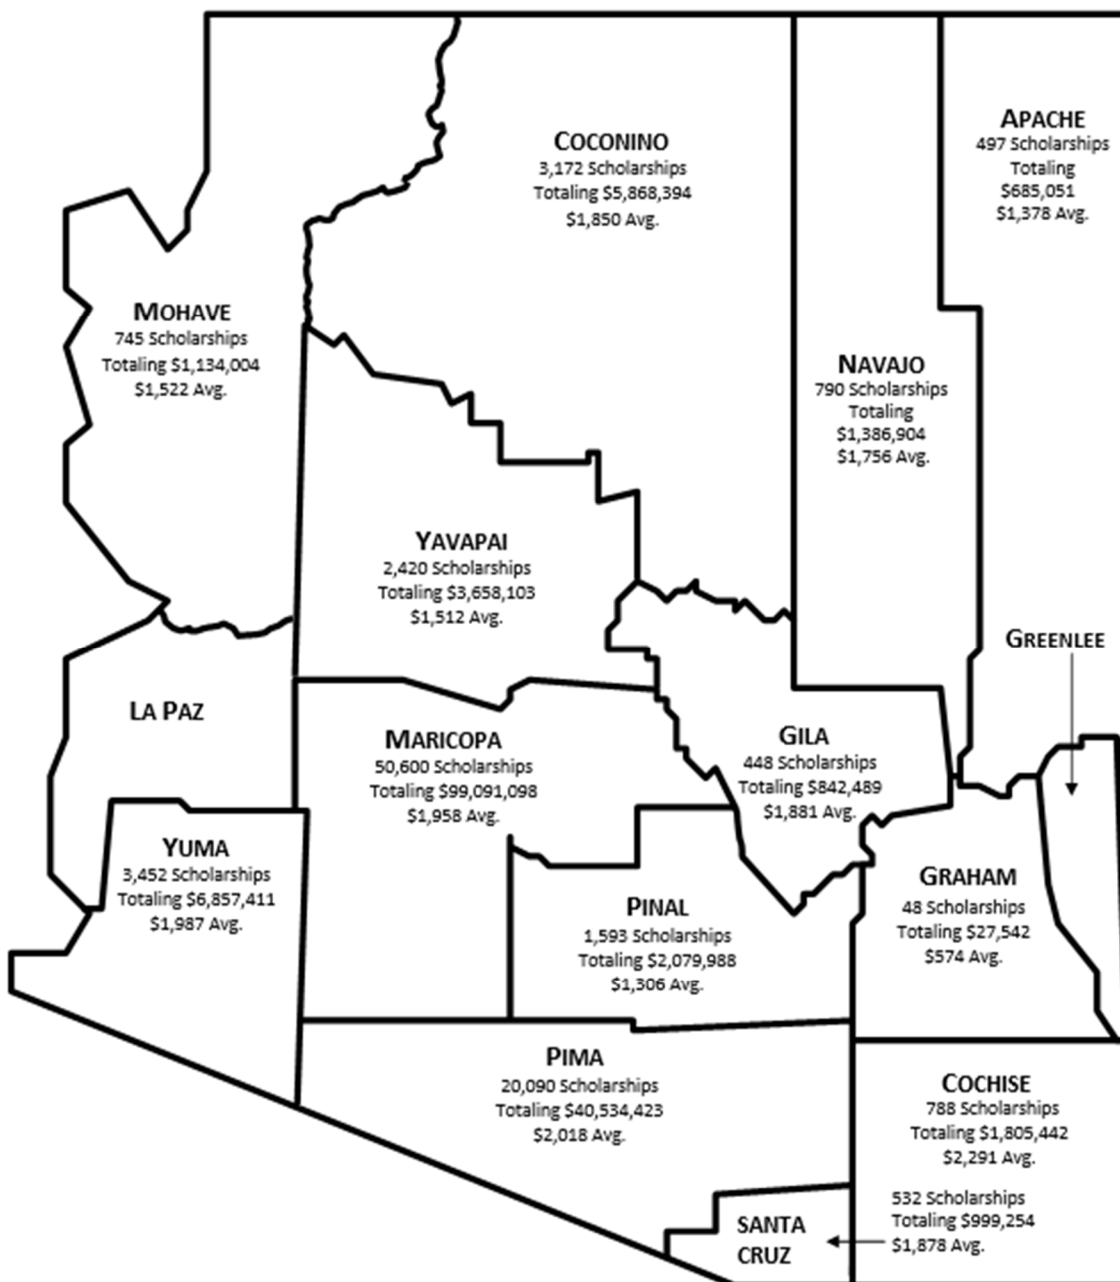 COCONINO
3,172 Scholarships
Totaling $5,868,394
$1,850 Avg.
APACHE
497 Scholarships
Totaling
$685,051
$1,378 Avg.
MOHAVE
745 Scholarships
Totaling $1,134,004
$1,522 Avg.
NAVAJO
790 Scholarships
Totaling
$1,386,904
$1,756 Avg.
YAVAPAI
2,420 Scholarships
Totaling $3,658,103
$1,512 Avg.
GREENLEE
LA PAZ
MARICOPA
50,600 Scholarships
Totaling $99,091,098
$1,958 Avg.
GILA
448 Scholarships
Totaling $842,489
$1,881 Avg.
YUMA
3,452 Scholarships
Totaling $6,857,411
$1,987 Avg.
PINAL
1,593 Scholarships
Totaling $2,079,988
$1,306 Avg.
GRAHAM
48 Scholarships
Totaling $27,542
$574 Avg.
PIMA
20,090 Scholarships
Totaling $40,534,423
$2,018 Avg.
COCHISE
788 Scholarships
Totaling $1,805,442
$2,291 Avg.
SANTA
CRUZ
532 Scholarships
Totaling $999,254
$1,878 Avg.